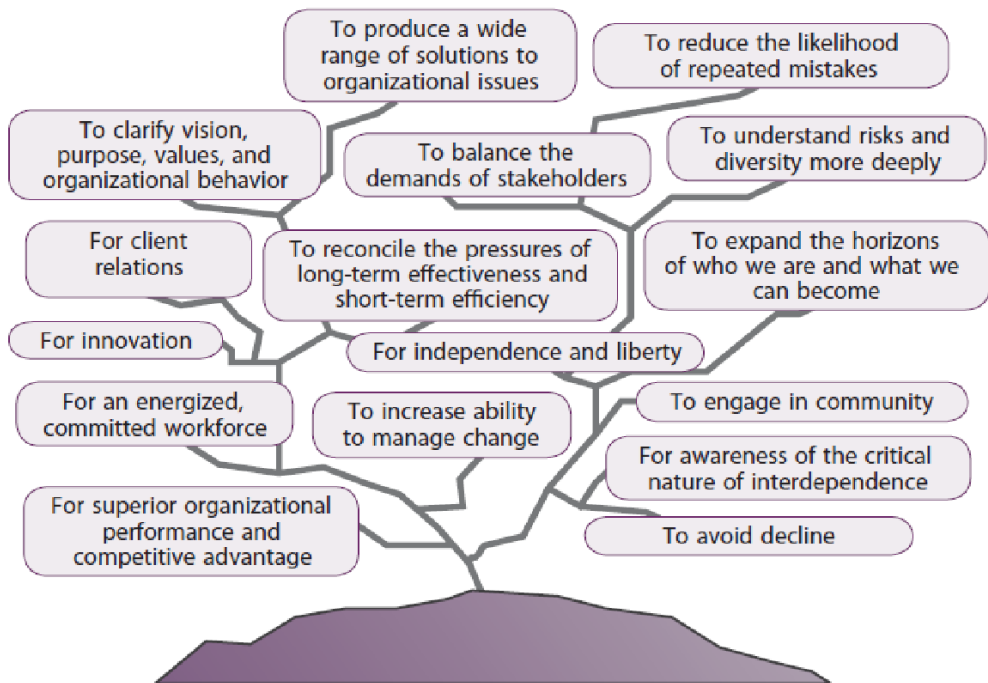 To produce a wide
range of solutions to
organizational issues
To reduce the likelihood
of repeated mistakes
To clarify vision,
purpose, values, and
organizational behavior
To balance the
demands of stakeholders
To understand risks and
diversity more deeply
For client
relations
To reconcile the pressures of
long-term effectiveness and
short-term efficiency
To expand the horizons
of who we are and what we
can become
For innovation
For independence and liberty
For an energized,
committed workforce
To increase ability
to manage change
To engage in community
For awareness of the critical
nature of interdependence
For superior organizational
performance and
competitive advantage
To avoid decline